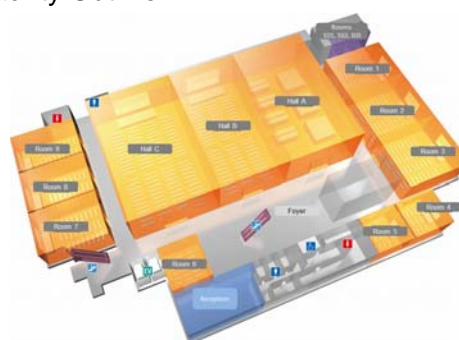 Rooms
Room 1
Hall A
Room 2
Hall B
Hall C
Room 9
Room 3
Room 8
Room 4
Foyer
Room 7
Room 5
Room 6
Reception